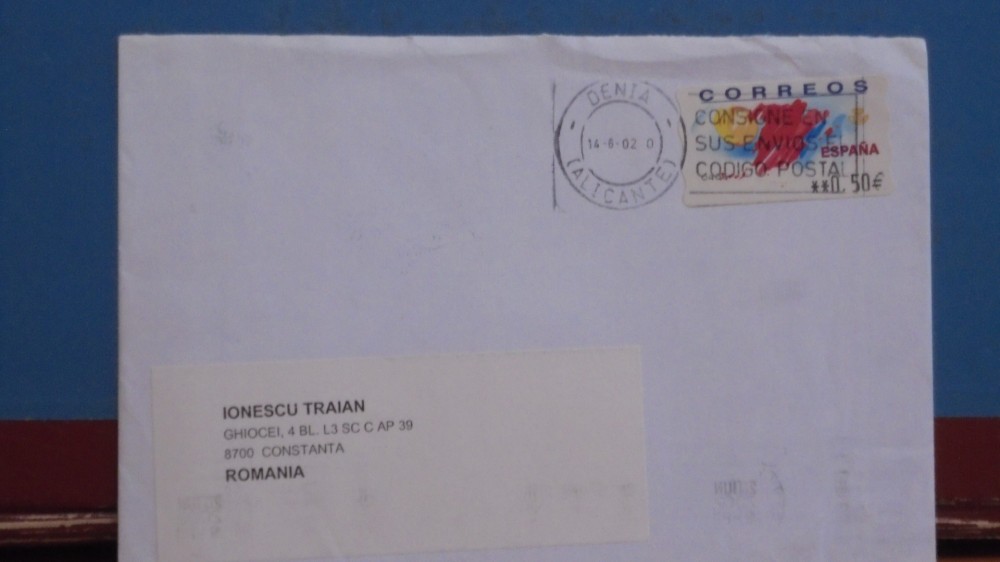 DENIA
14-6-02 0
(ALICANTE)
CORREOS
CONSIGNE EN
SUS ENVIOS EL
ESPAÑA
CODIGO POSTAL
**0.50€
IONESCU TRAIAN
GHIOCEI, 4 BL. L3 SC C AP 39
8700 CONSTANTA
ROMANIA